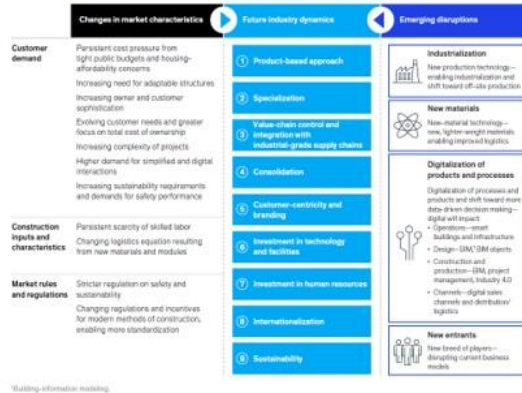 Changes in market characteristics
Future industry dynamics
Emerging disruptions
Customer
demand
Persistent cost pressure from
tight public budgets and housing-
affordability concerns
Increasing need for adaptable structures
Increasing owner and customer
sophistication
Evolving customer needs and greater
focus on total cost of ownership
Increasing complexity of projects
Higher demand for simplified and digital
interactions
Increasing sustainability requirements
and demands for safety performance
Construction
inputs and
characteristics
Persistent scarcity of skilled labor
Changing logistics equation resulting
from new materials and modules
Market rules
and regulations
Stricter regulation on safety and
sustainability
Changing regulations and incentives
for modern methods of construction,
enabling more standardization
1 Product-based approach
2 Specialization
3 Value-chain control and
integration with
industrial-grade supply chains
4 Consolidation
5 Customer-centricity and
branding
6 Investment in technology
and facilities
7 Investment in human resources
8 Internationalization
9 Sustainability
Industrialization
New production technology—
enabling industrialization and
shift toward off-site production
New materials
New-material technology—
new, lighter-weight materials
enabling improved logistics
Digitalization of
products and processes
Digitalization of processes and
products and shift toward more
data-driven decision making—
digital will impact:
• Operations—smart
buildings and infrastructure
• Design—BIM,¹ BIM objects
• Construction and
production—BIM, project
management, Industry 4.0
• Channels—digital sales
channels and distribution/
logistics
New entrants
New breed of players—
disrupting current business
models
¹Building-information modeling.